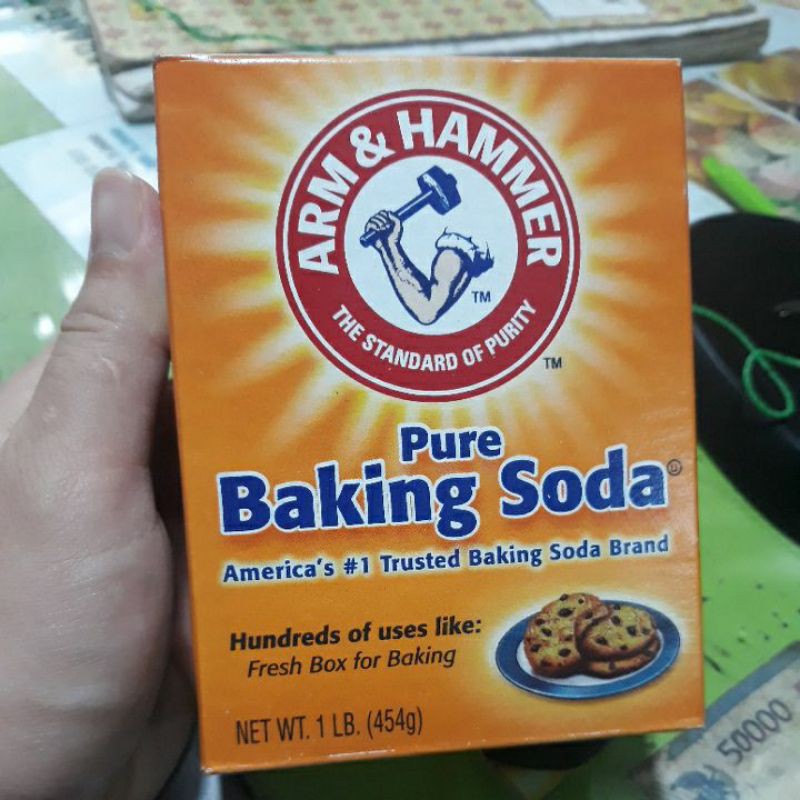 ARM & HAMMER
TM
THE STANDARD OF PURITY
TM
Pure
Baking Soda®
America's #1 Trusted Baking Soda Brand
Hundreds of uses like:
Fresh Box for Baking
NET WT. 1 LB. (454g)
50000